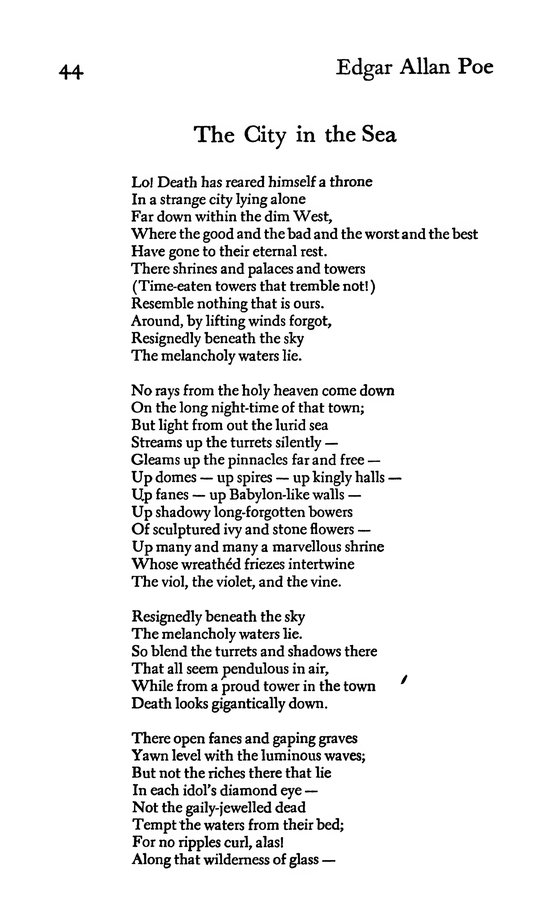 44
Edgar Allan Poe
The City in the Sea
Lo! Death has reared himself a throne
In a strange city lying alone
Far down within the dim West,
Where the good and the bad and the worst and the best
Have gone to their eternal rest.
There shrines and palaces and towers
(Time-eaten towers that tremble not!)
Resemble nothing that is ours.
Around, by lifting winds forgot,
Resignedly beneath the sky
The melancholy waters lie.
No rays from the holy heaven come down
On the long night-time of that town;
But light from out the lurid sea
Streams up the turrets silently —
Gleams up the pinnacles far and free —
Up domes — up spires — up kingly halls —
Up fanes — up Babylon-like walls —
Up shadowy long-forgotten bowers
Of sculptured ivy and stone flowers —
Up many and many a marvellous shrine
Whose wreathéd friezes intertwine
The viol, the violet, and the vine.
Resignedly beneath the sky
The melancholy waters lie.
So blend the turrets and shadows there
That all seem pendulous in air,
While from a proud tower in the town
Death looks gigantically down.
There open fanes and gaping graves
Yawn level with the luminous waves;
But not the riches there that lie
In each idol's diamond eye —
Not the gaily-jewelled dead
Tempt the waters from their bed;
For no ripples curl, alas!
Along that wilderness of glass —